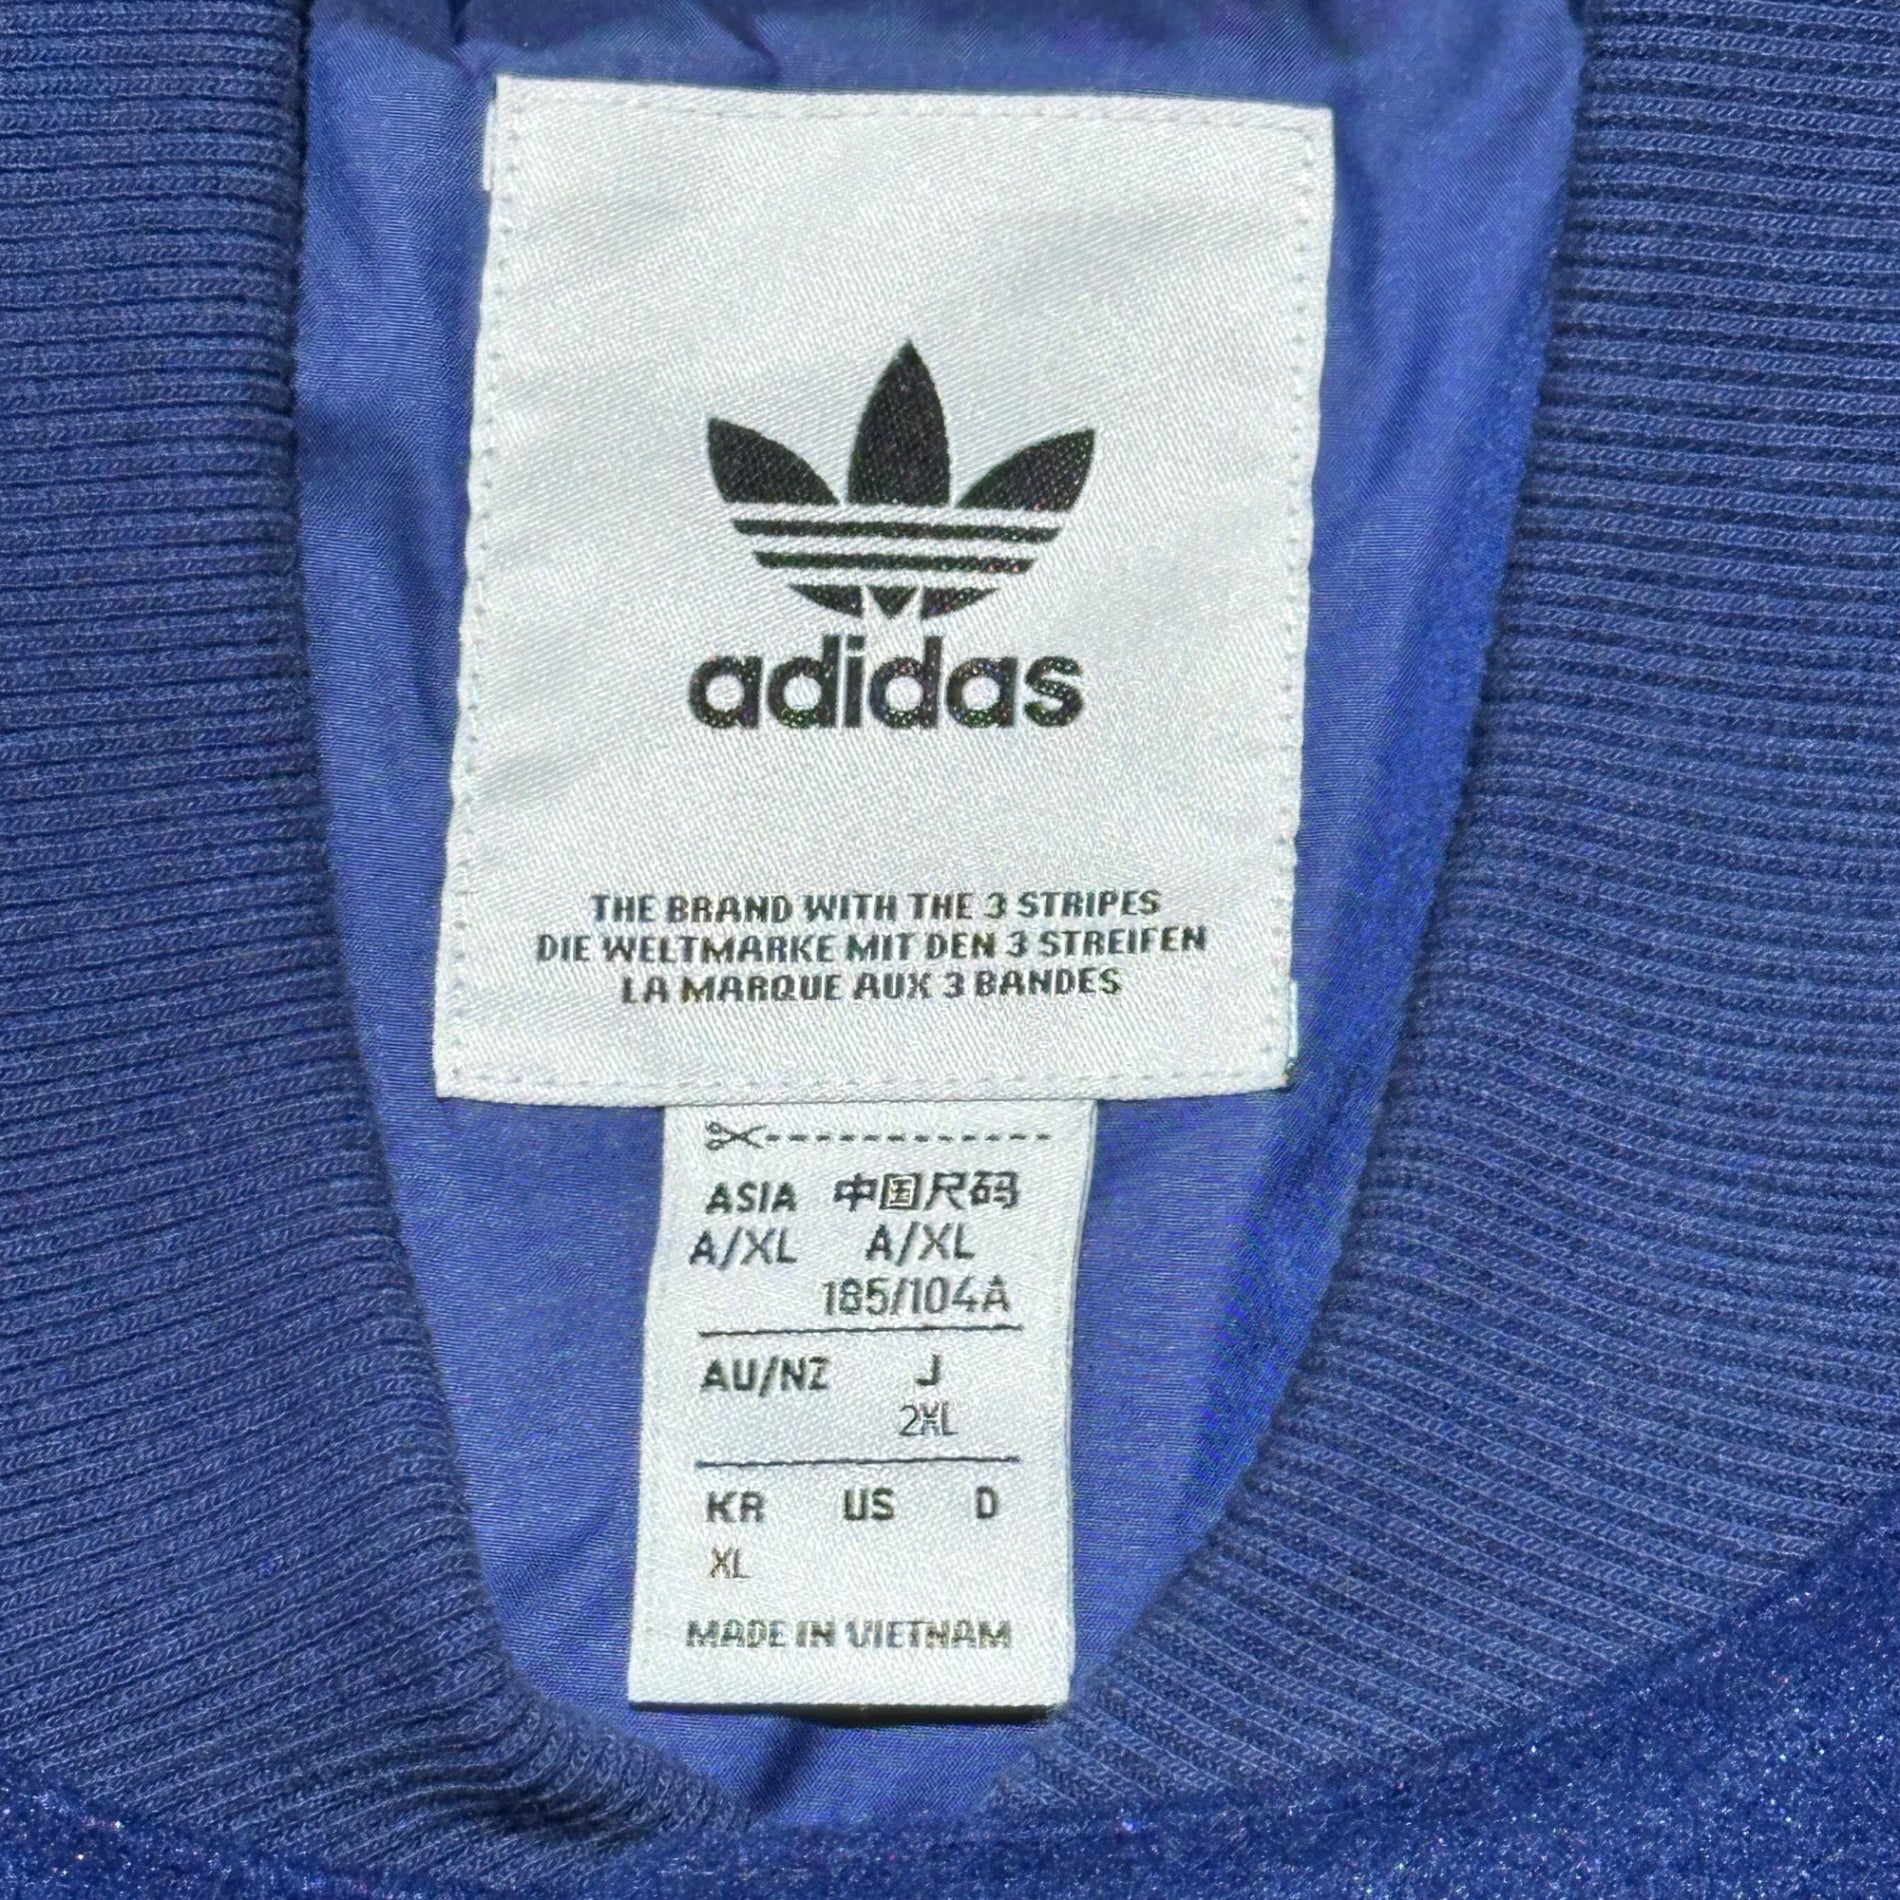 adidas
THE BRAND WITH THE 3 STRIPES
DIE WELTMARKE MIT DEN 3 STREIFEN
LA MARQUE AUX 3 BANDES
ASIA 中国尺码
A/XL A/XL
185/104A
AU/NZ J
2XL
KR US D
XL
MADE IN VIETNAM